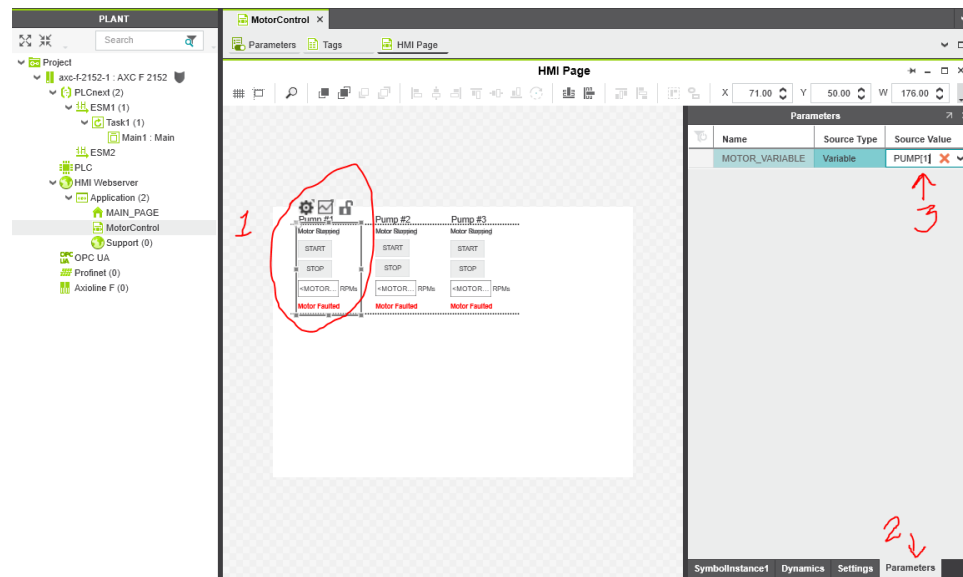 PLANT
Search
Project
axc-f-2152-1 : AXC F 2152
PLCnext (2)
ESM1 (1)
Task1 (1)
Main1 : Main
ESM2
PLC
HMI Webserver
Application (2)
MAIN_PAGE
MotorControl
Support (0)
OPC UA
Profinet (0)
Axioline F (0)
MotorControl ×
Parameters Tags HMI Page
HMI Page
X 71.00 Y 50.00 W 176.00
Parameters
Name Source Type Source Value
MOTOR_VARIABLE Variable PUMP[1]
1
3
Pump #1 Pump #2 Pump #3
Motor Stopping Motor Stopping Motor Stopping
START START START
STOP STOP STOP
<MOTOR... RPMs <MOTOR... RPMs <MOTOR... RPMs
Motor Faulted Motor Faulted Motor Faulted
2
SymbolInstance1 Dynamics Settings Parameters